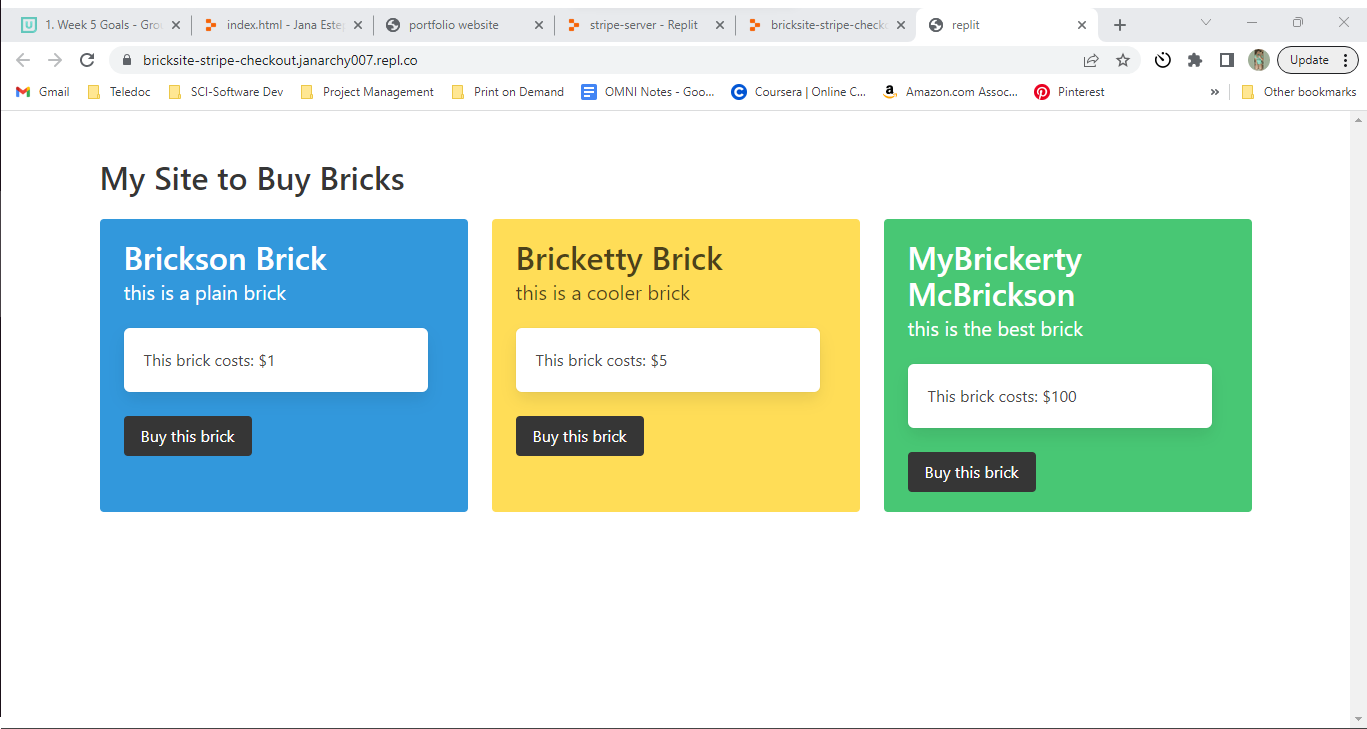 1. Week 5 Goals - Gro
index.html - Jana Este
portfolio website
stripe-server - Replit
bricksite-stripe-check
replit
bricksite-stripe-checkout.janarchy007.repl.co
Update
Gmail
Teledoc
SCI-Software Dev
Project Management
Print on Demand
OMNI Notes - Goo...
Coursera | Online C...
Amazon.com Assoc...
Pinterest
»
Other bookmarks
My Site to Buy Bricks
Brickson Brick
this is a plain brick
This brick costs: $1
Buy this brick
Bricketty Brick
this is a cooler brick
This brick costs: $5
Buy this brick
MyBrickerty
McBrickson
this is the best brick
This brick costs: $100
Buy this brick